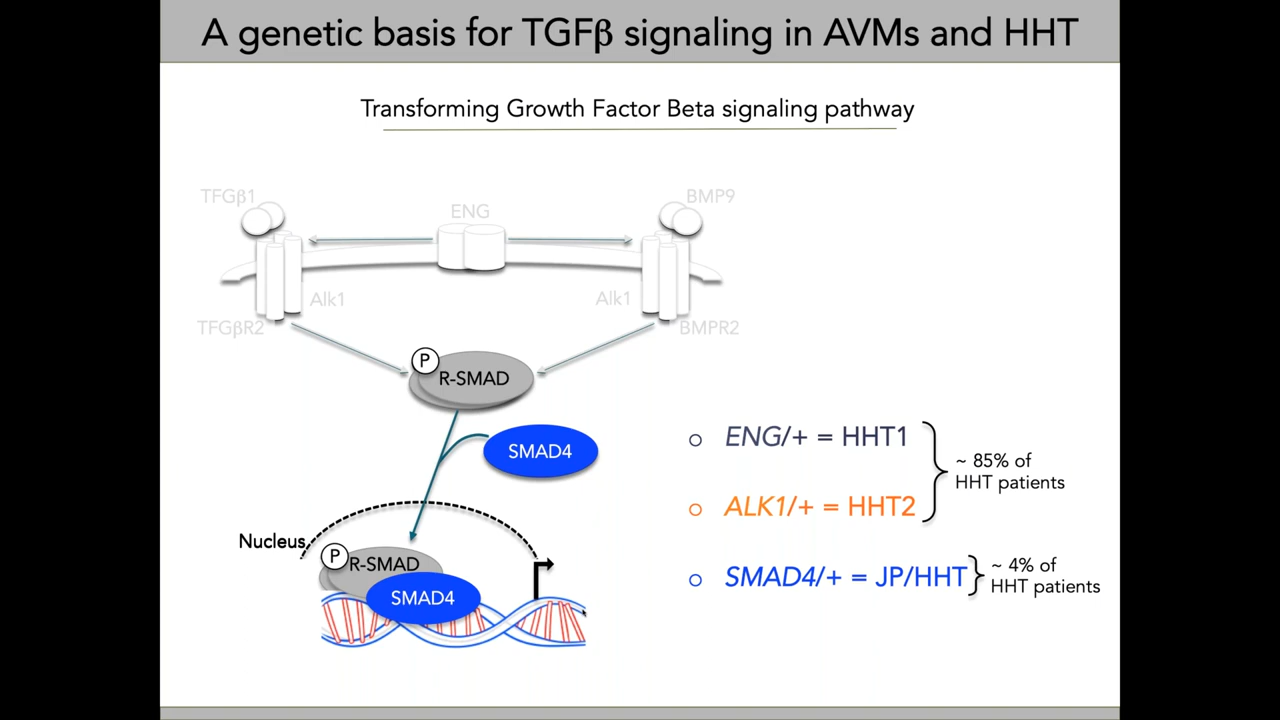 A genetic basis for TGFβ signaling in AVMs and HHT
Transforming Growth Factor Beta signaling pathway
TFGβ1
ENG
BMP9
Alk1
Alk1
TFGβR2
BMPR2
P
R-SMAD
SMAD4
Nucleus
P
R-SMAD
SMAD4
ENG/+ = HHT1
~ 85% of
HHT patients
ALK1/+ = HHT2
SMAD4/+ = JP/HHT
~ 4% of
HHT patients